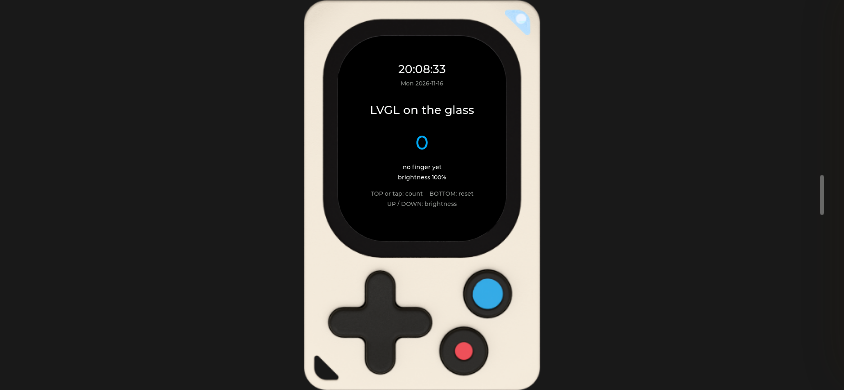 20:08:33
Mon 2026-11-16
LVGL on the glass
0
no finger yet
brightness 100%
TOP or tap: count    BOTTOM: reset
UP / DOWN: brightness